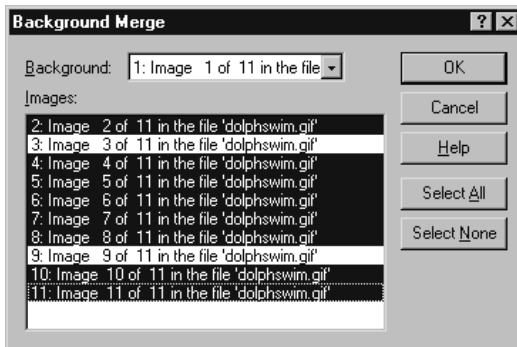 Background Merge
Background: 1: Image 1 of 11 in the file
OK
Images:
Cancel
2: Image 2 of 11 in the file 'dolphswim.gif'
3: Image 3 of 11 in the file 'dolphswim.gif'
Help
4: Image 4 of 11 in the file 'dolphswim.gif'
5: Image 5 of 11 in the file 'dolphswim.gif'
6: Image 6 of 11 in the file 'dolphswim.gif'
Select All
7: Image 7 of 11 in the file 'dolphswim.gif'
8: Image 8 of 11 in the file 'dolphswim.gif'
Select None
9: Image 9 of 11 in the file 'dolphswim.gif'
10: Image 10 of 11 in the file 'dolphswim.gif'
11: Image 11 of 11 in the file 'dolphswim.gif'